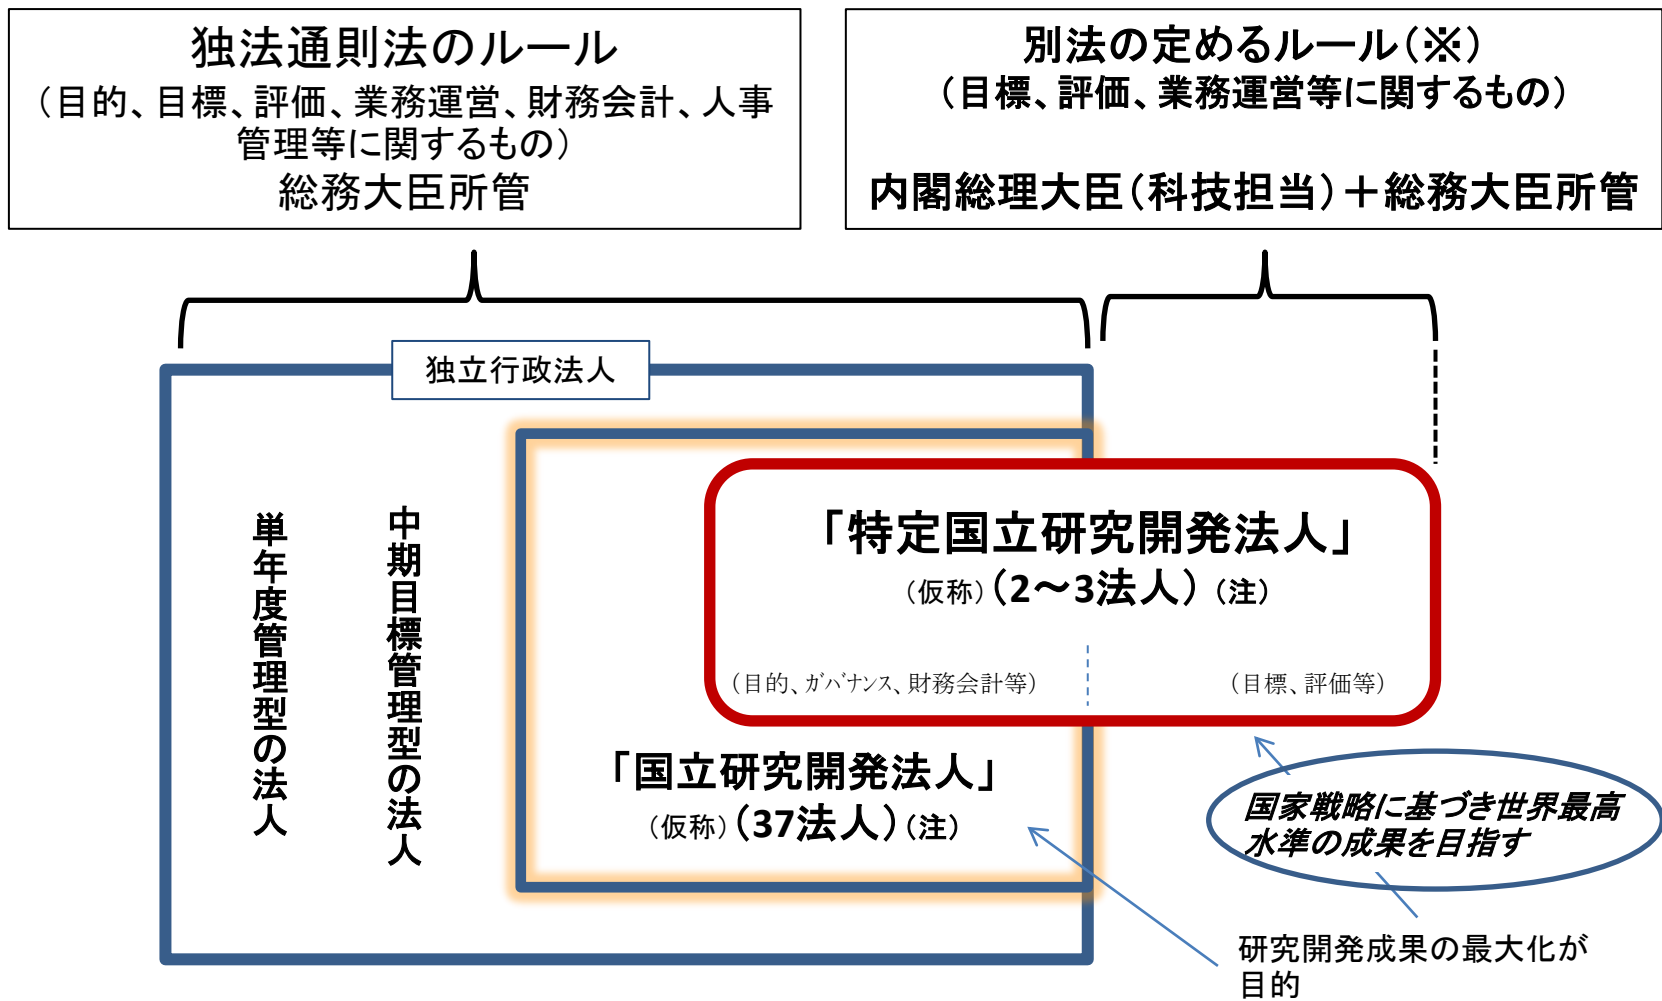 独法通則法のルール
（目的、目標、評価、業務運営、財務会計、人事
管理等に関するもの）
総務大臣所管
別法の定めるルール（※）
（目標、評価、業務運営等に関するもの）
内閣総理大臣（科技担当）＋総務大臣所管
独立行政法人
単年度管理型の法人
中期目標管理型の法人
「特定国立研究開発法人」
（仮称）（2～3法人）（注）
（目的、ｶﾞﾊﾞﾅﾝｽ、財務会計等）
（目標、評価等）
「国立研究開発法人」
（仮称）（37法人）（注）
国家戦略に基づき世界最高
水準の成果を目指す
研究開発成果の最大化が
目的